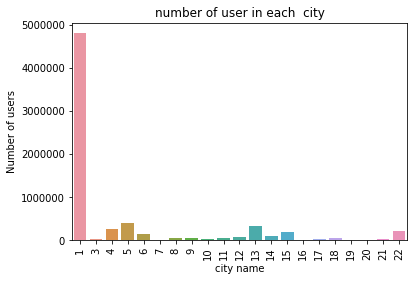 number of user in each  city
Number of users
5000000
4000000
3000000
2000000
1000000
0
1 3 4 5 6 7 8 9 10 11 12 13 14 15 16 17 18 19 20 21 22
city name